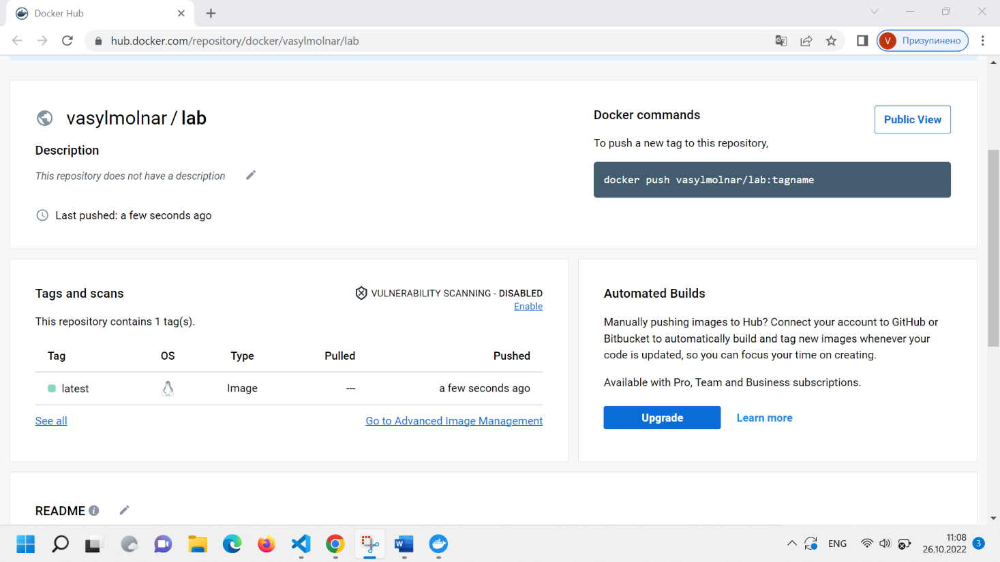 Docker Hub
hub.docker.com/repository/docker/vasylmolnar/lab
V Призупинено
vasylmolnar / lab
Description
This repository does not have a description
Last pushed: a few seconds ago
Docker commands
Public View
To push a new tag to this repository,
docker push vasylmolnar/lab:tagname
Tags and scans
VULNERABILITY SCANNING - DISABLED
Enable
This repository contains 1 tag(s).
Tag OS Type Pulled Pushed
latest Image --- a few seconds ago
See all Go to Advanced Image Management
Automated Builds
Manually pushing images to Hub? Connect your account to GitHub or
Bitbucket to automatically build and tag new images whenever your
code is updated, so you can focus your time on creating.
Available with Pro, Team and Business subscriptions.
Upgrade Learn more
README
ENG
11:08
26.10.2022
3